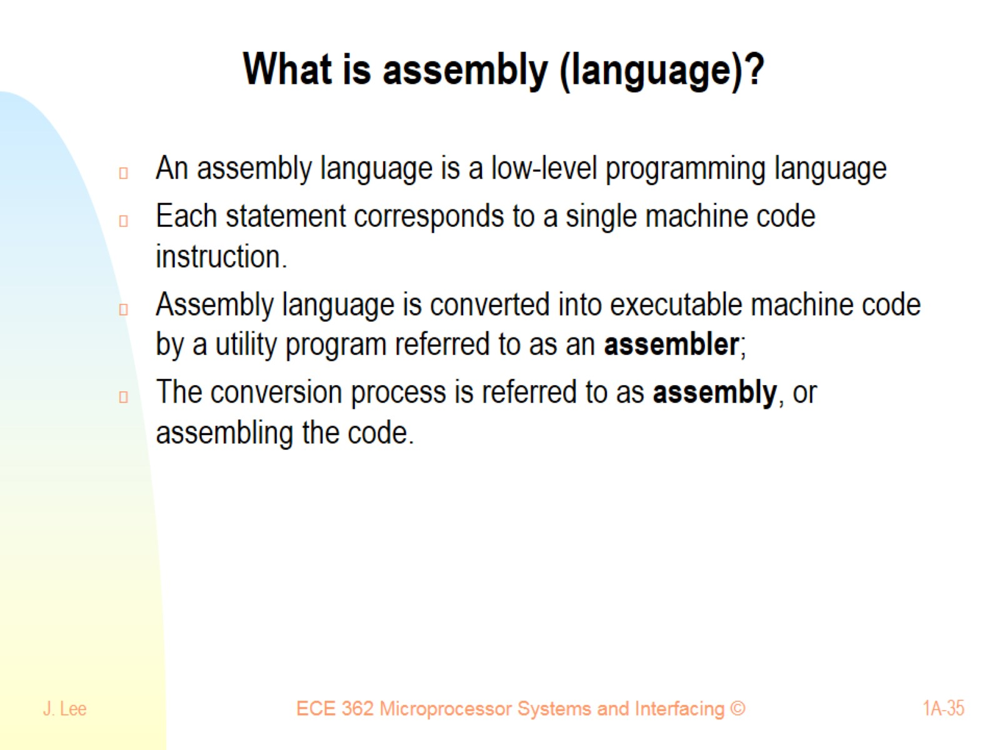 What is assembly (language)?
An assembly language is a low-level programming language
Each statement corresponds to a single machine code
instruction.
Assembly language is converted into executable machine code
by a utility program referred to as an assembler;
The conversion process is referred to as assembly, or
assembling the code.
J. Lee
ECE 362 Microprocessor Systems and Interfacing ©
1A-35